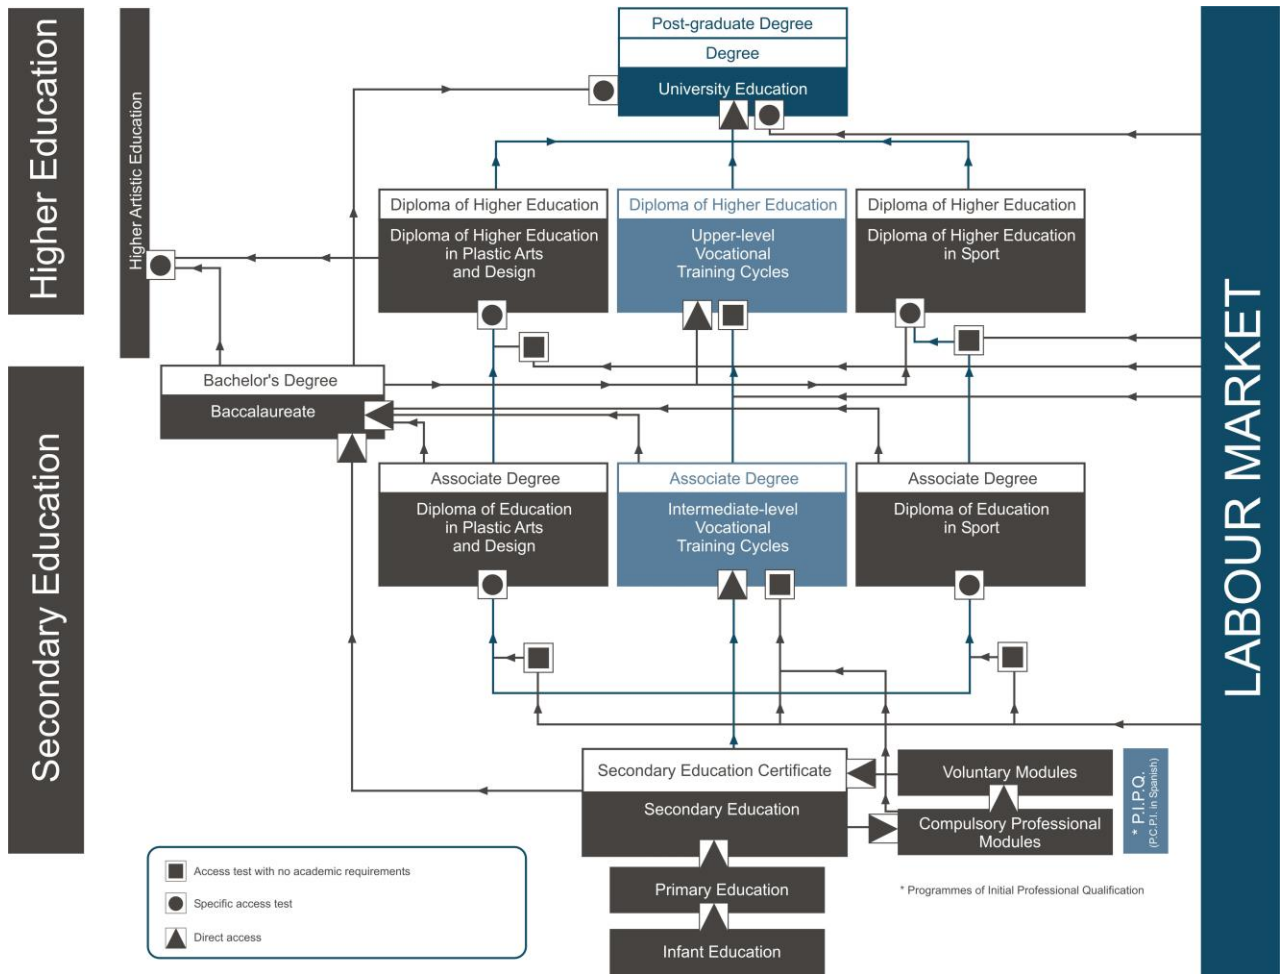 Higher Education
Higher Artistic Education
Post-graduate Degree
Degree
University Education
Diploma of Higher Education
Diploma of Higher Education
in Plastic Arts
and Design
Diploma of Higher Education
Upper-level
Vocational
Training Cycles
Diploma of Higher Education
Diploma of Higher Education
in Sport
LABOUR MARKET
Secondary Education
Bachelor's Degree
Baccalaureate
Associate Degree
Diploma of Education
in Plastic Arts
and Design
Associate Degree
Intermediate-level
Vocational
Training Cycles
Associate Degree
Diploma of Education
in Sport
Secondary Education Certificate
Secondary Education
Voluntary Modules
Compulsory Professional
Modules
* P.I.P.Q.
(P.C.P.I. in Spanish)
Primary Education
Infant Education
* Programmes of Initial Professional Qualification
Access test with no academic requirements
Specific access test
Direct access